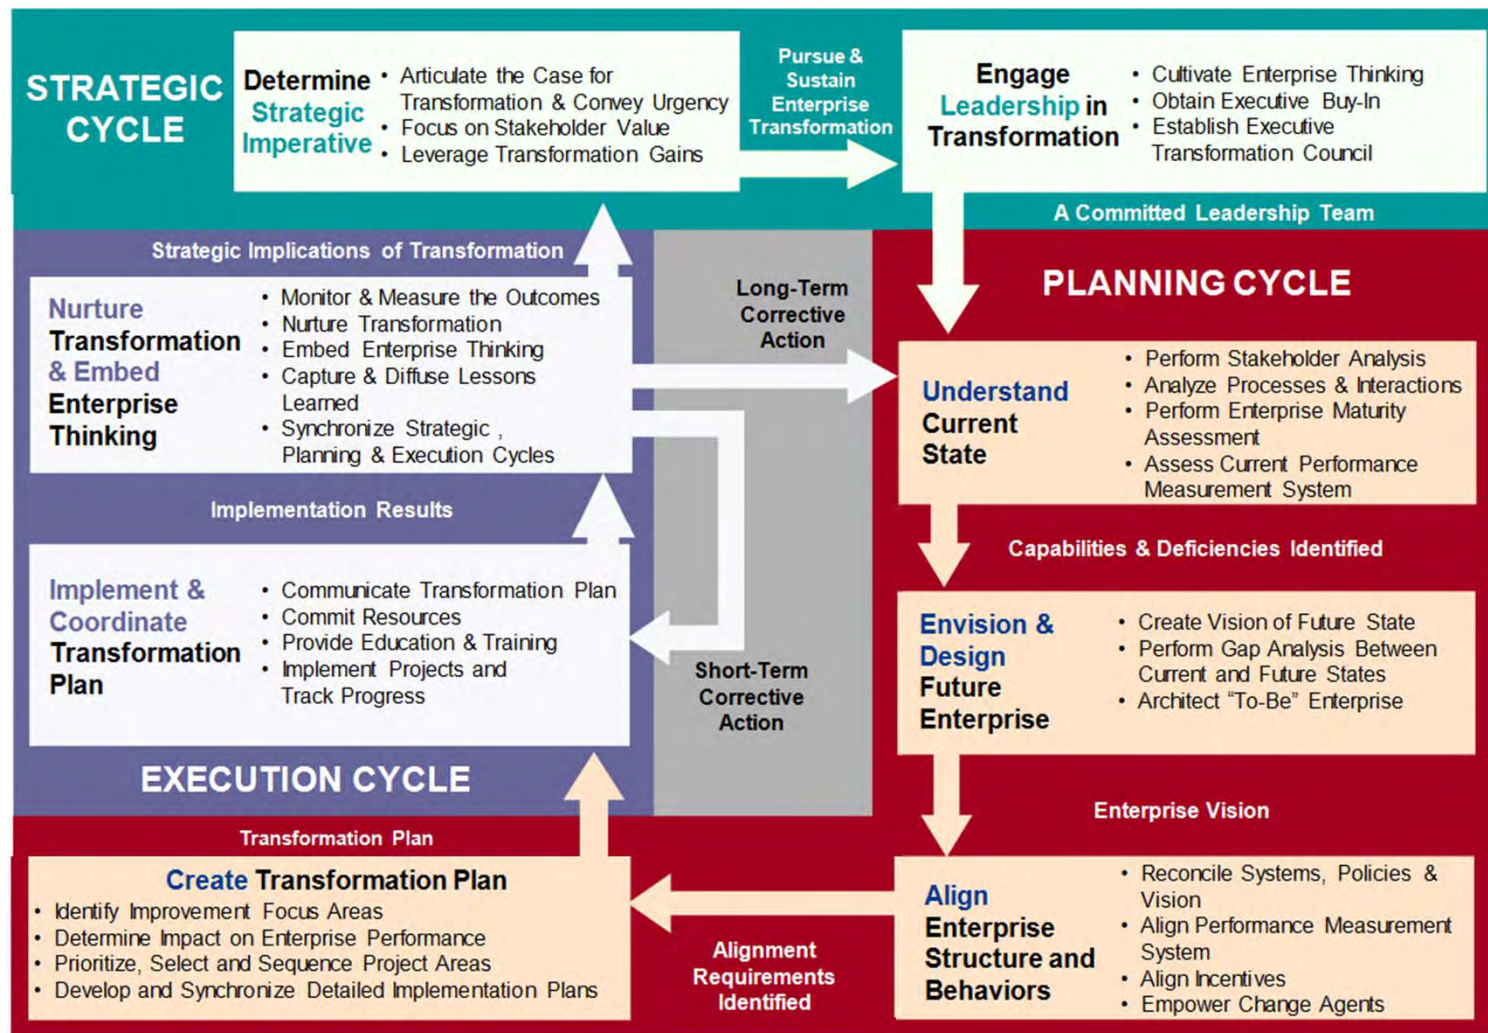 STRATEGIC
CYCLE
Determine
Strategic
Imperative
• Articulate the Case for
Transformation & Convey Urgency
• Focus on Stakeholder Value
• Leverage Transformation Gains
Pursue &
Sustain
Enterprise
Transformation
Engage
Leadership in
Transformation
• Cultivate Enterprise Thinking
• Obtain Executive Buy-In
• Establish Executive
Transformation Council
A Committed Leadership Team
Strategic Implications of Transformation
Nurture
Transformation
& Embed
Enterprise
Thinking
• Monitor & Measure the Outcomes
• Nurture Transformation
• Embed Enterprise Thinking
• Capture & Diffuse Lessons
Learned
• Synchronize Strategic ,
Planning & Execution Cycles
Long-Term
Corrective
Action
PLANNING CYCLE
Understand
Current
State
• Perform Stakeholder Analysis
• Analyze Processes & Interactions
• Perform Enterprise Maturity
Assessment
• Assess Current Performance
Measurement System
Implementation Results
Capabilities & Deficiencies Identified
Implement &
Coordinate
Transformation
Plan
• Communicate Transformation Plan
• Commit Resources
• Provide Education & Training
• Implement Projects and
Track Progress
Short-Term
Corrective
Action
Envision &
Design
Future
Enterprise
• Create Vision of Future State
• Perform Gap Analysis Between
Current and Future States
• Architect “To-Be” Enterprise
EXECUTION CYCLE
Enterprise Vision
Transformation Plan
Create Transformation Plan
• Identify Improvement Focus Areas
• Determine Impact on Enterprise Performance
• Prioritize, Select and Sequence Project Areas
• Develop and Synchronize Detailed Implementation Plans
Alignment
Requirements
Identified
Align
Enterprise
Structure and
Behaviors
• Reconcile Systems, Policies &
Vision
• Align Performance Measurement
System
• Align Incentives
• Empower Change Agents